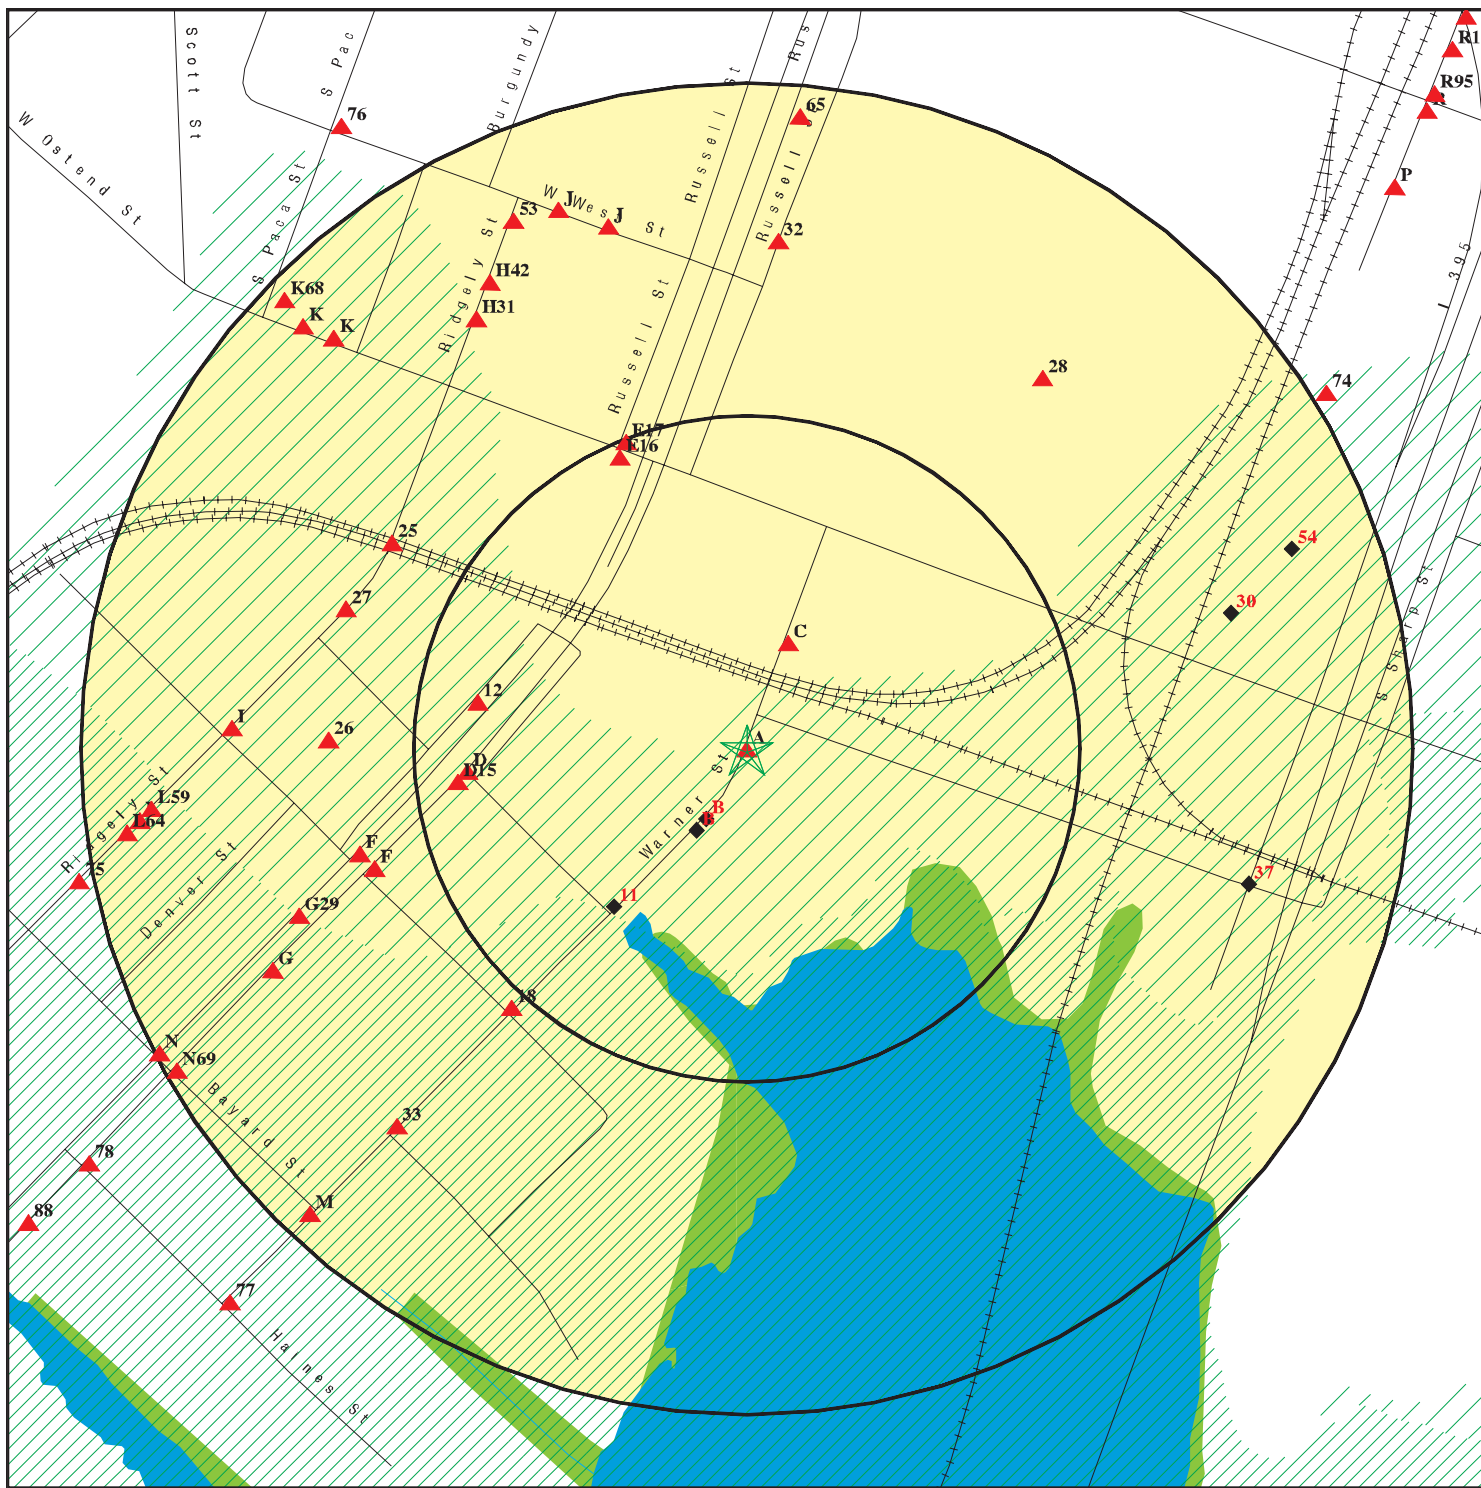 Scott St
S Pac
Burgundy
Rus
R1
R95
R
W Ostend St
76
65
Russell St
Russell S
P
S Paca St
W West St
J
J
53
32
Ridgely St
H42
H31
K68
K
K
I 395
Russell St
28
74
E17
E16
25
54
27
30
C
S Sharp St
12
I
26
A
D
D15
Ridgely St
L59
L64
Warner St
B
B
75
Denver St
F
F
37
11
G29
G
18
N
N69
Bayard St
33
78
M
88
77
Haines St